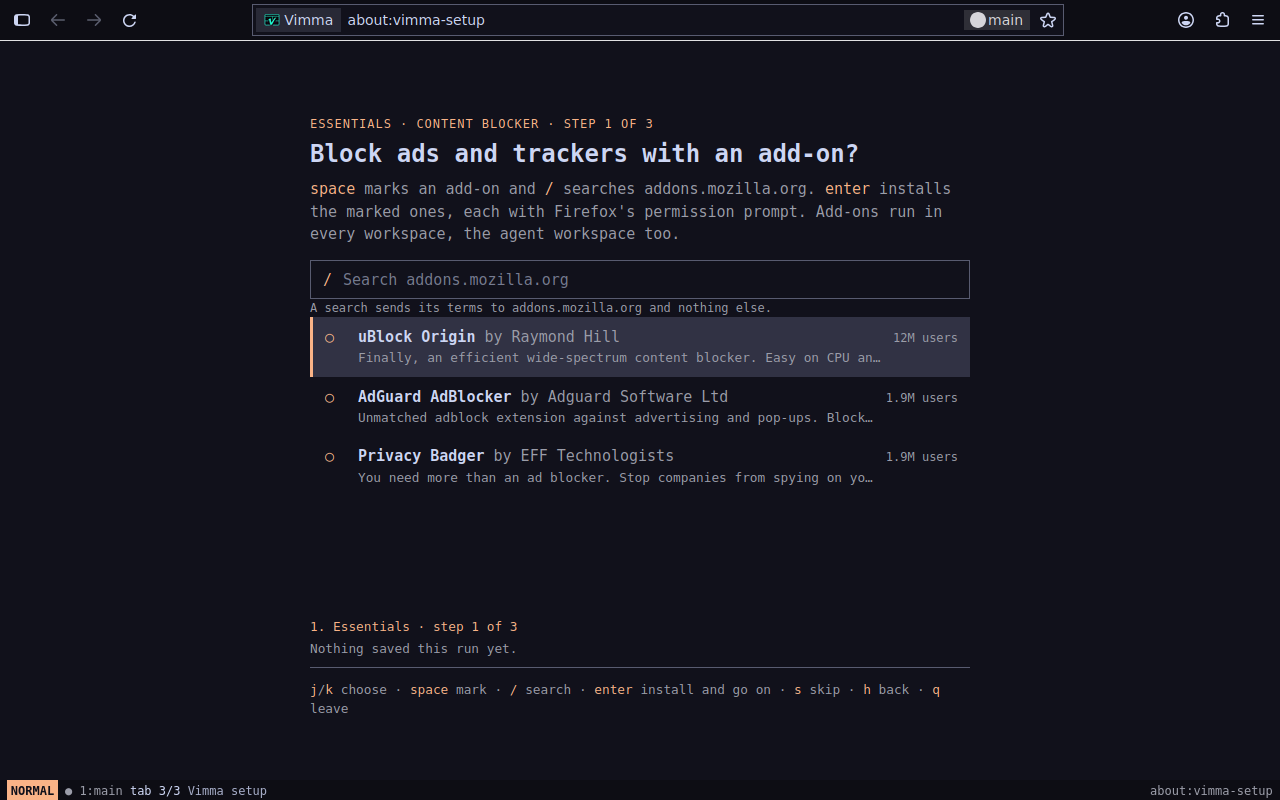 Vimma about:vimma-setup main
ESSENTIALS · CONTENT BLOCKER · STEP 1 OF 3
Block ads and trackers with an add-on?
space marks an add-on and / searches addons.mozilla.org. enter installs
the marked ones, each with Firefox's permission prompt. Add-ons run in
every workspace, the agent workspace too.
/ Search addons.mozilla.org
A search sends its terms to addons.mozilla.org and nothing else.
uBlock Origin by Raymond Hill 12M users
Finally, an efficient wide-spectrum content blocker. Easy on CPU an…
AdGuard AdBlocker by Adguard Software Ltd 1.9M users
Unmatched adblock extension against advertising and pop-ups. Block…
Privacy Badger by EFF Technologists 1.9M users
You need more than an ad blocker. Stop companies from spying on yo…
1. Essentials · step 1 of 3
Nothing saved this run yet.
j/k choose · space mark · / search · enter install and go on · s skip · h back · q
leave
NORMAL ● 1:main tab 3/3 Vimma setup about:vimma-setup